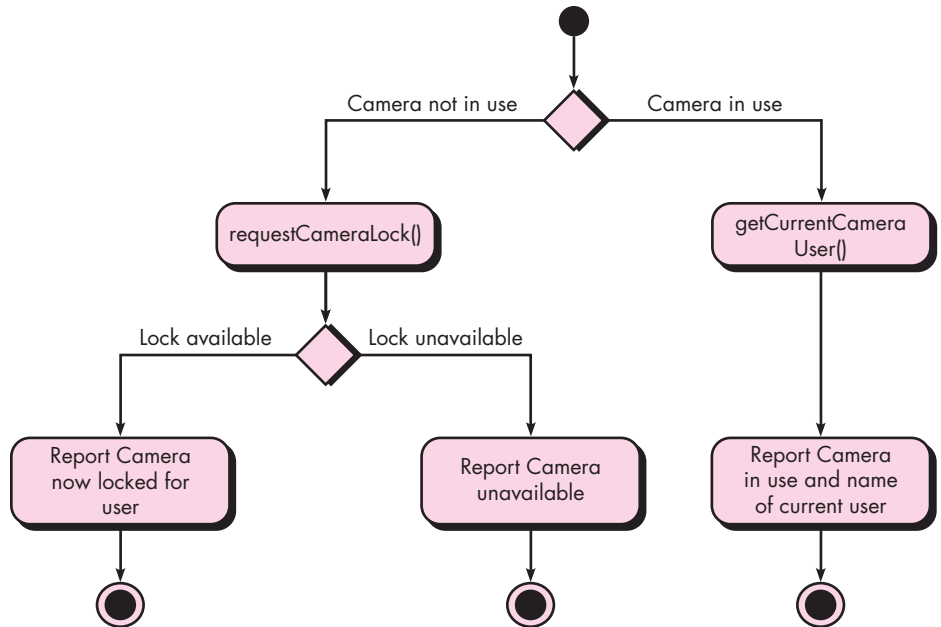 Camera not in use
Camera in use
requestCameraLock()
getCurrentCamera
User()
Lock available
Lock unavailable
Report Camera
now locked for
user
Report Camera
unavailable
Report Camera
in use and name
of current user